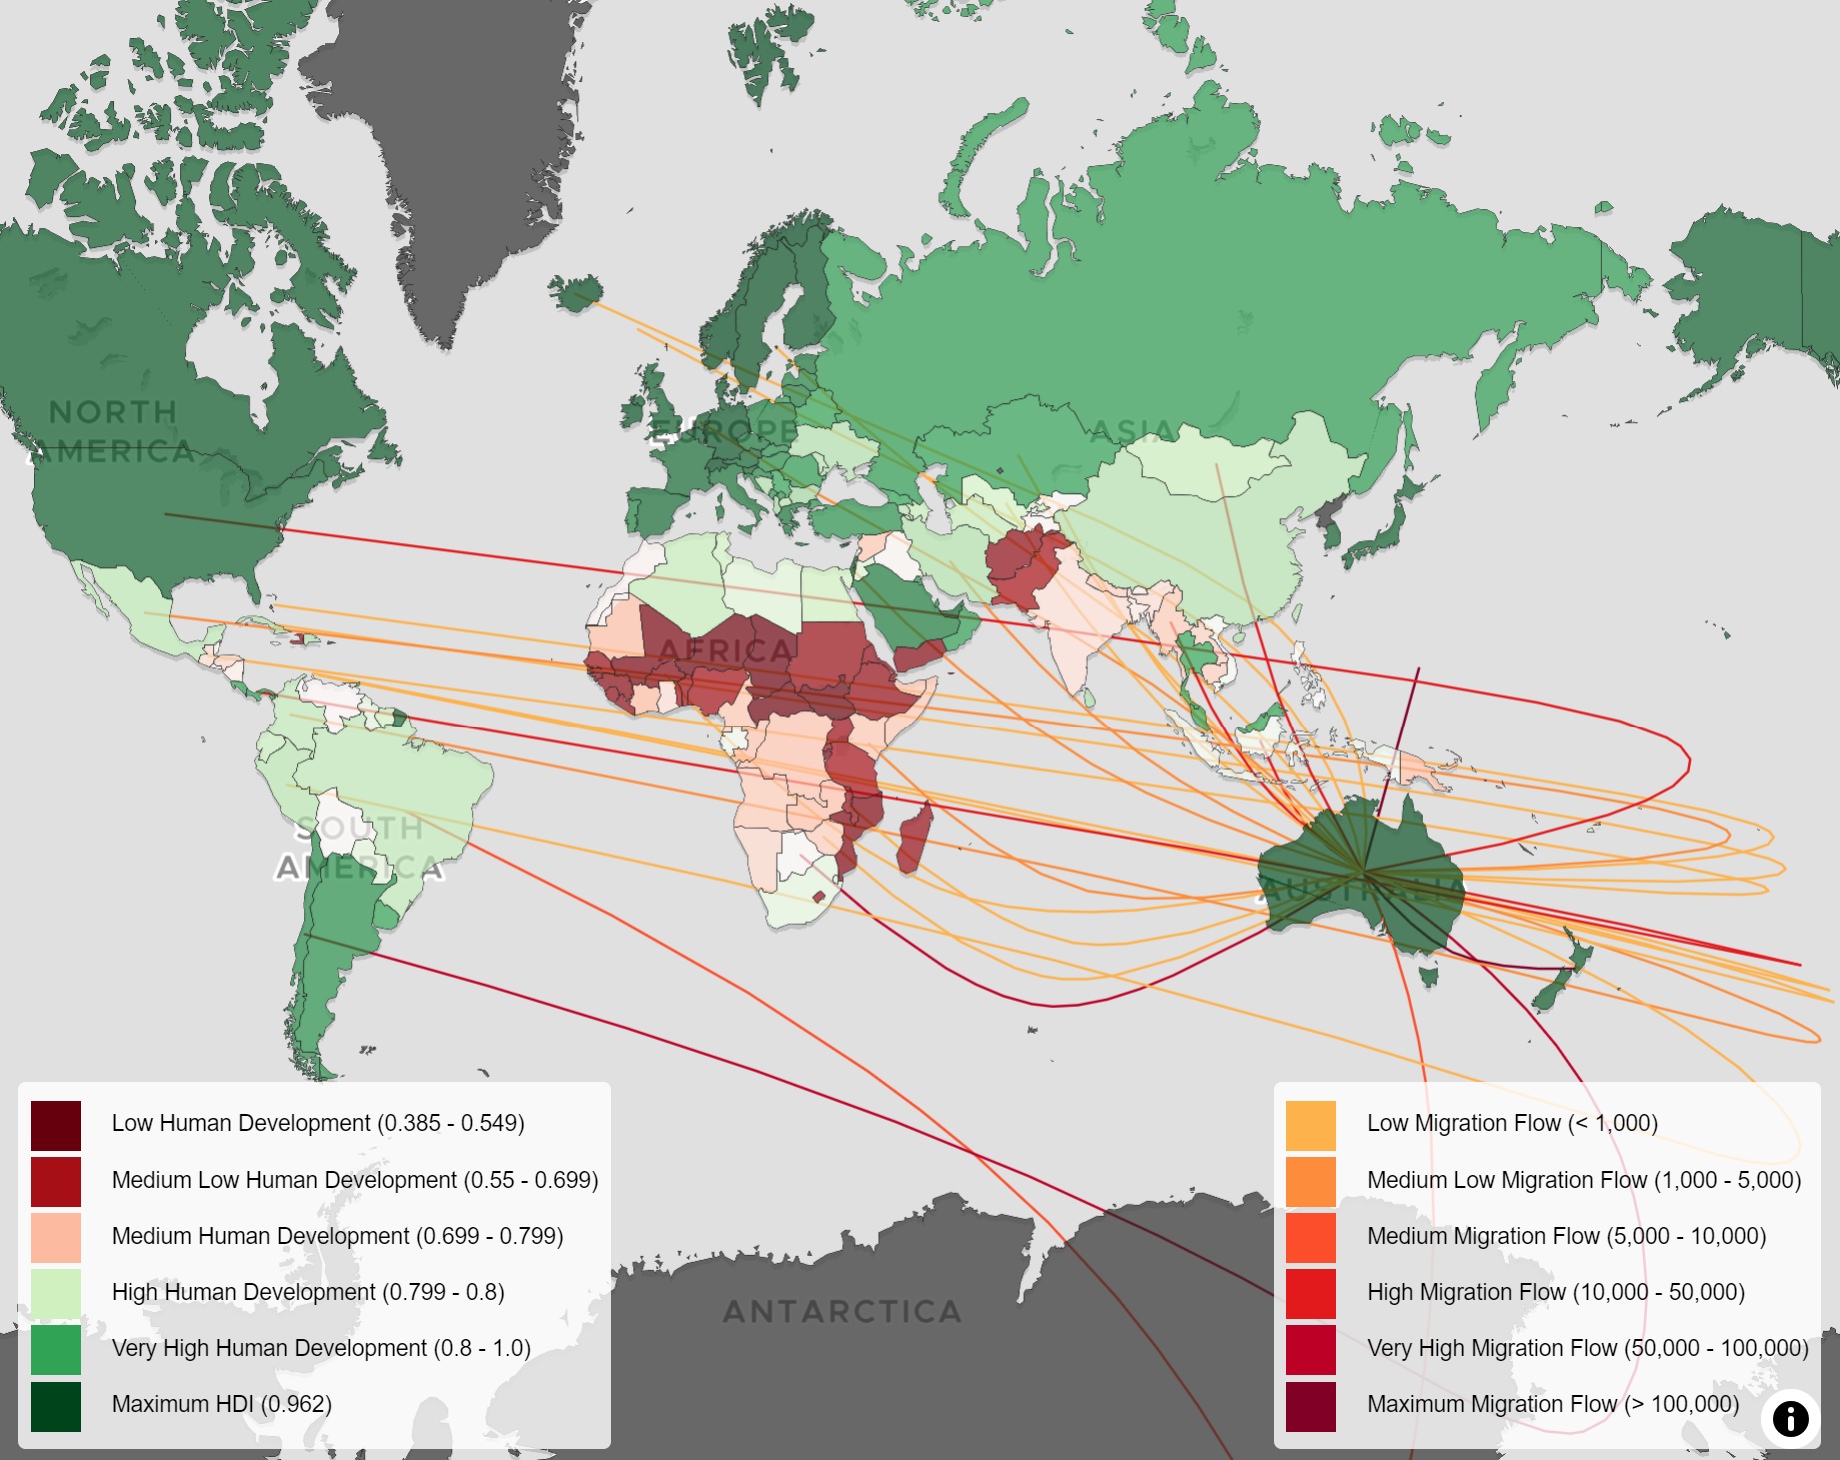 NORTH
AMERICA
EUROPE
ASIA
AFRICA
SOUTH
AMERICA
AUSTRALIA
ANTARCTICA
Low Human Development (0.385 - 0.549)
Medium Low Human Development (0.55 - 0.699)
Medium Human Development (0.699 - 0.799)
High Human Development (0.799 - 0.8)
Very High Human Development (0.8 - 1.0)
Maximum HDI (0.962)
Low Migration Flow (< 1,000)
Medium Low Migration Flow (1,000 - 5,000)
Medium Migration Flow (5,000 - 10,000)
High Migration Flow (10,000 - 50,000)
Very High Migration Flow (50,000 - 100,000)
Maximum Migration Flow (> 100,000)